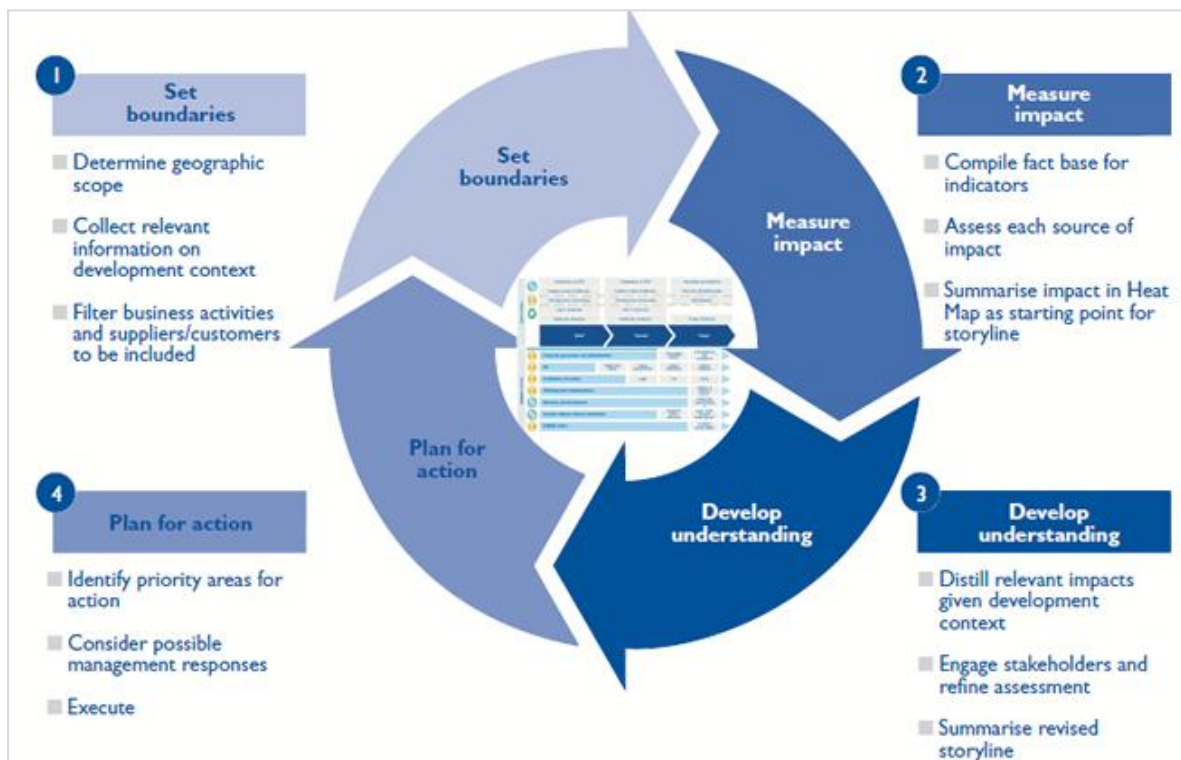 1
Set
boundaries
Determine geographic
scope
Collect relevant
information on
development context
Filter business activities
and suppliers/customers
to be included
Set
boundaries
Measure
impact
Develop
understanding
Plan for
action
2
Measure
impact
Compile fact base for
indicators
Assess each source of
impact
Summarise impact in Heat
Map as starting point for
storyline
4
Plan for action
Identify priority areas for
action
Consider possible
management responses
Execute
3
Develop
understanding
Distill relevant impacts
given development
context
Engage stakeholders and
refine assessment
Summarise revised
storyline